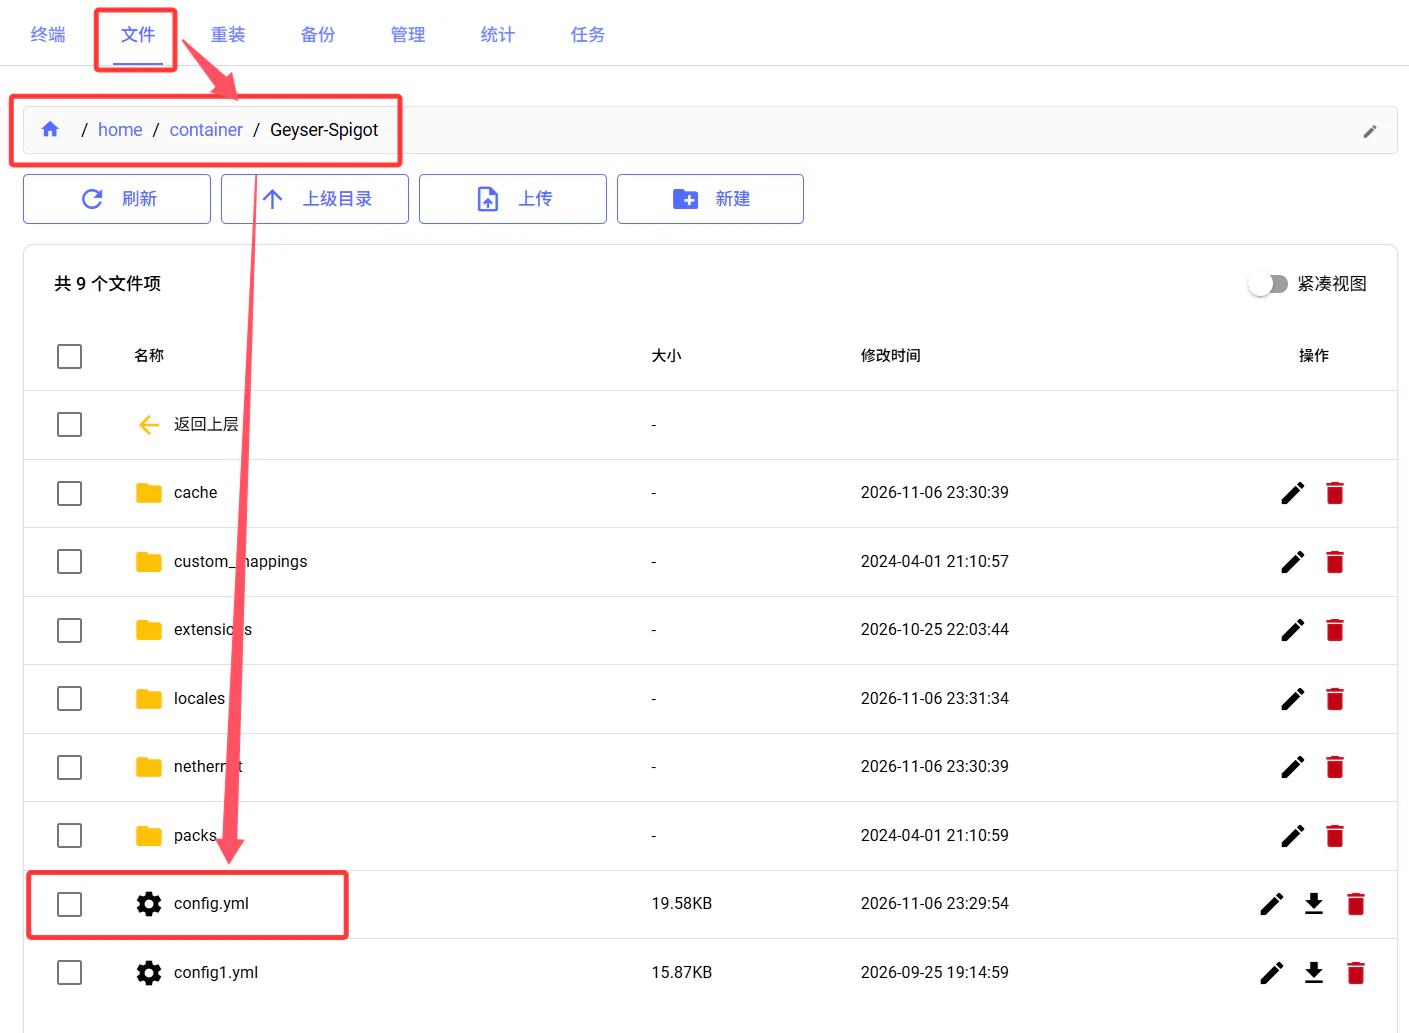 终端 文件 重装 备份 管理 统计 任务
/ home / container / Geyser-Spigot
刷新 上级目录 上传 新建
共 9 个文件项 紧凑视图
名称 大小 修改时间 操作
返回上层 -
cache - 2026-11-06 23:30:39
custom_mappings - 2024-04-01 21:10:57
extensions - 2026-10-25 22:03:44
locales - 2026-11-06 23:31:34
nethernet - 2026-11-06 23:30:39
packs - 2024-04-01 21:10:59
config.yml 19.58KB 2026-11-06 23:29:54
config1.yml 15.87KB 2026-09-25 19:14:59